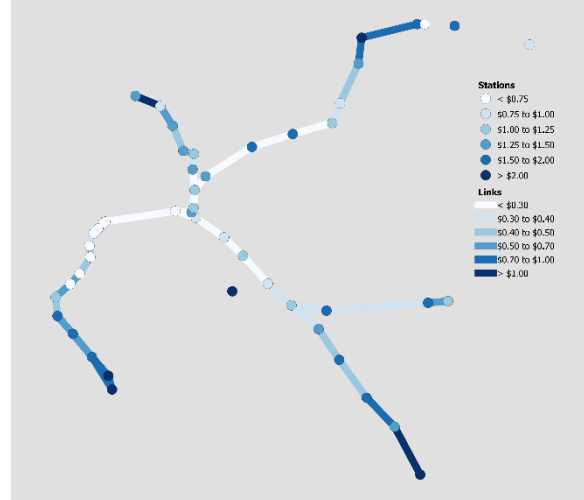 Stations
< $0.75
$0.75 to $1.00
$1.00 to $1.25
$1.25 to $1.50
$1.50 to $2.00
> $2.00
Links
< $0.30
$0.30 to $0.40
$0.40 to $0.50
$0.50 to $0.70
$0.70 to $1.00
> $1.00